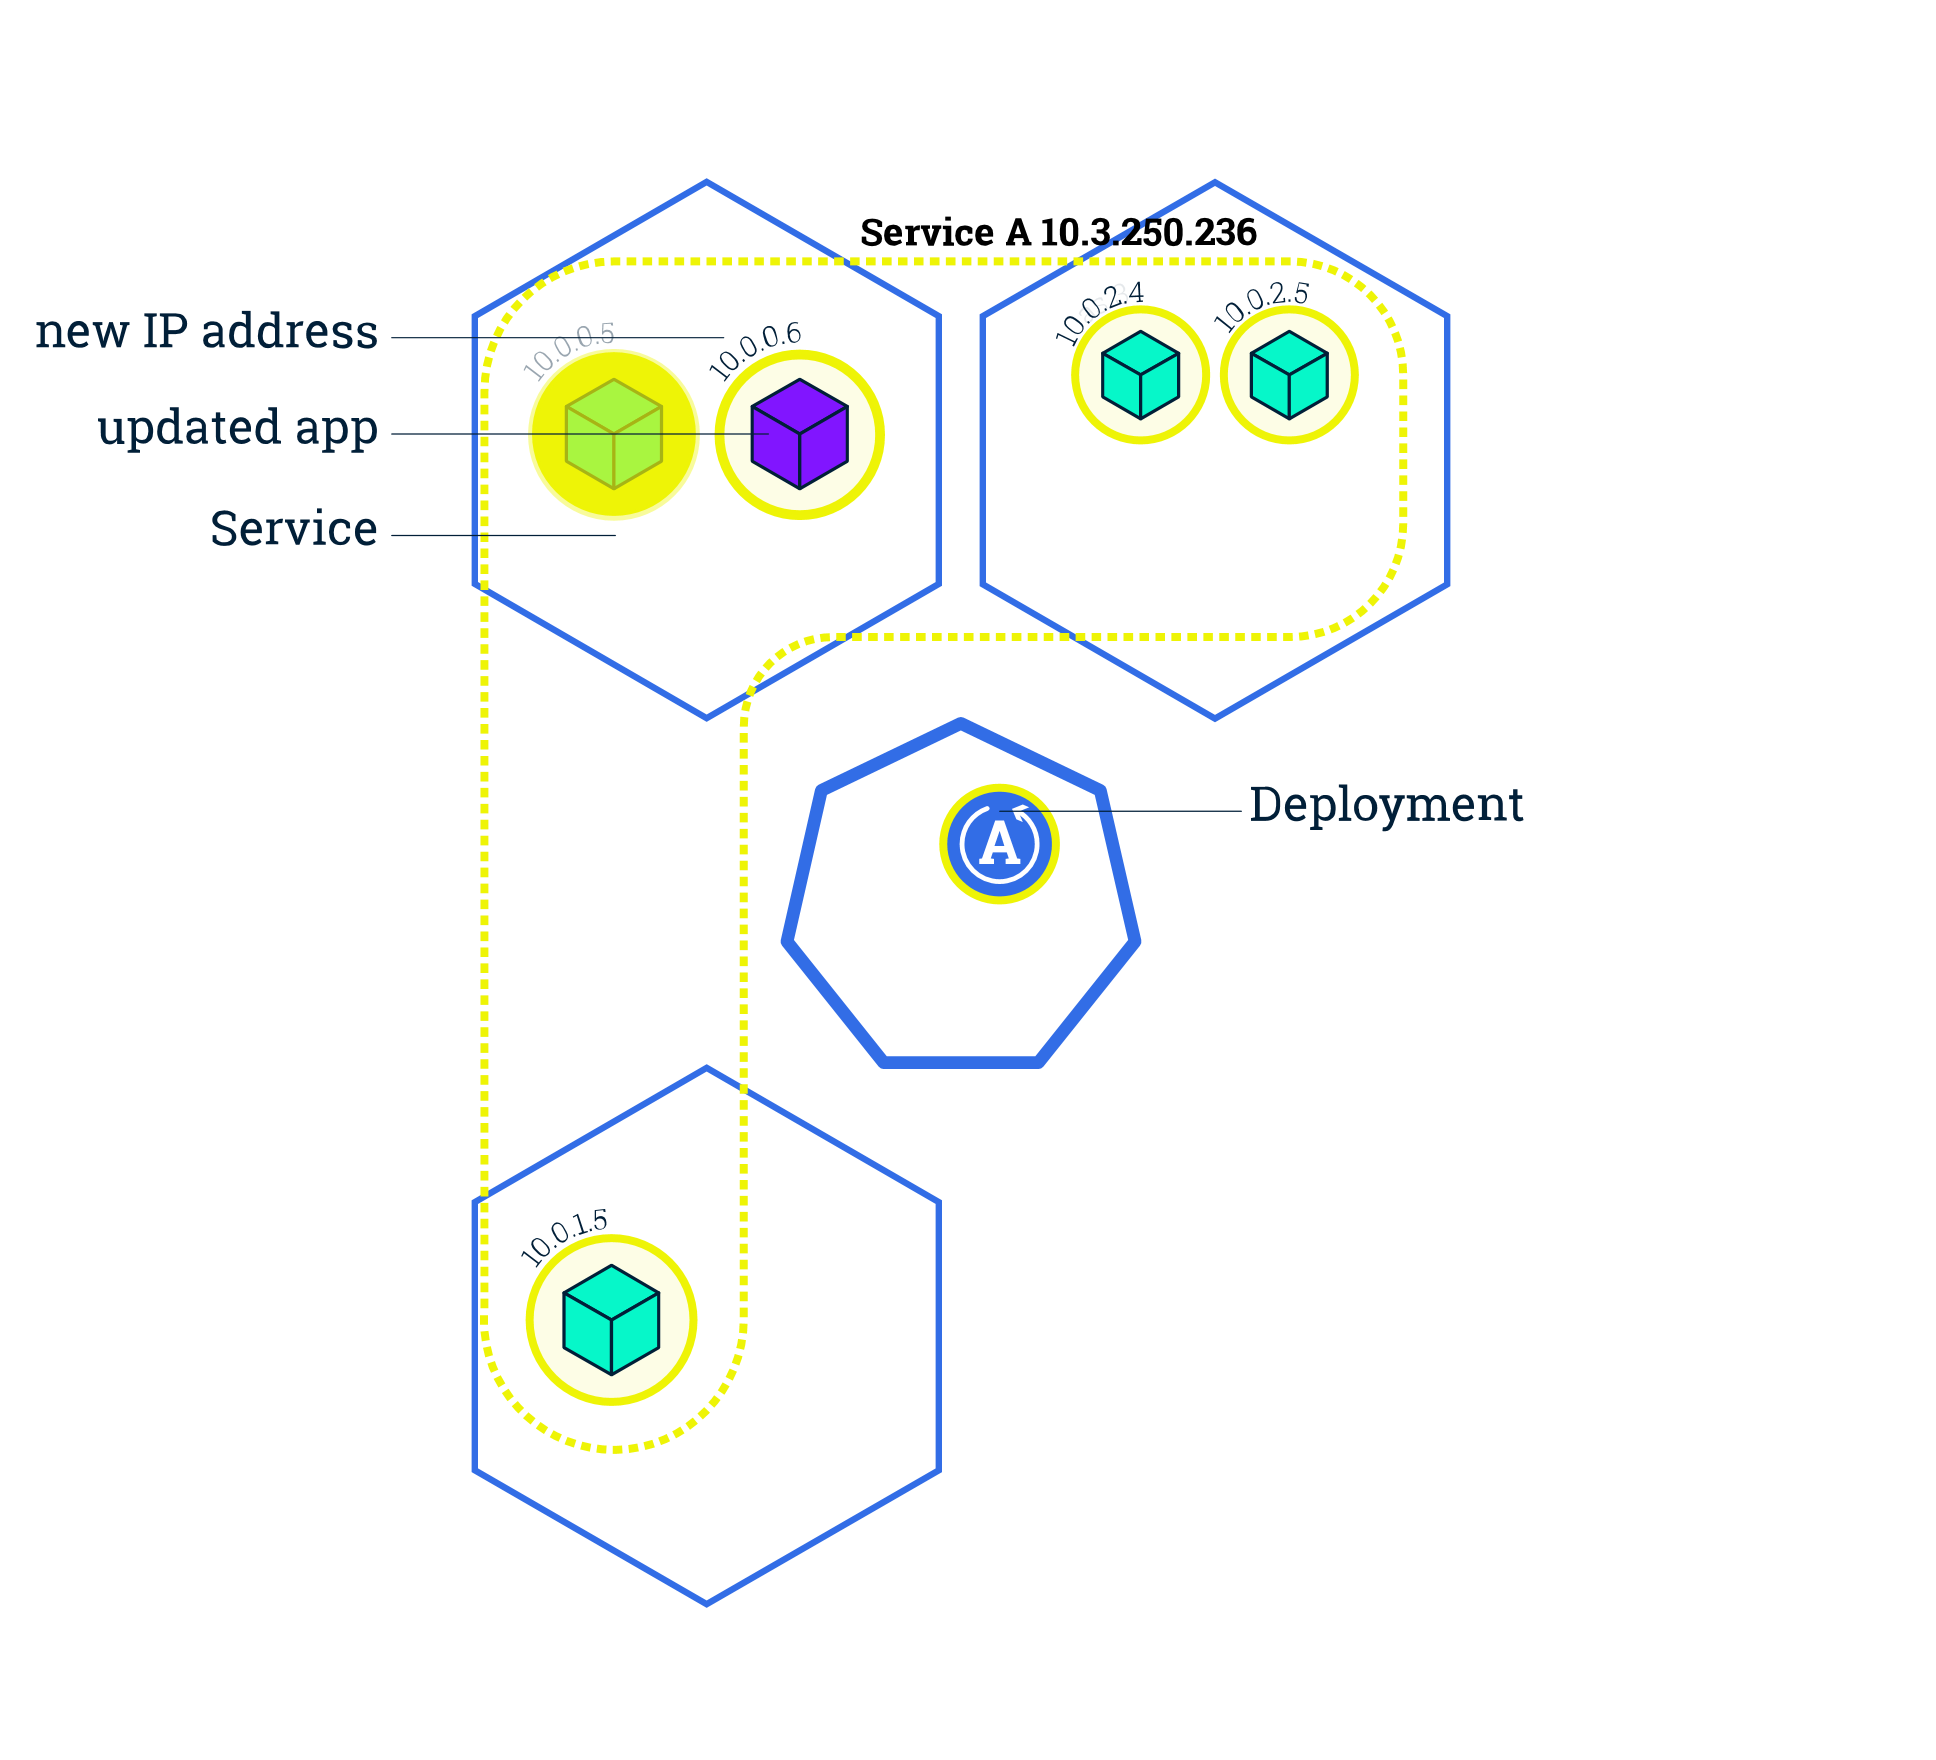 Service A 10.3.250.236
new IP address
10.0.0.5
10.0.0.6
10.0.2.4
10.0.2.5
updated app
Service
A
Deployment
10.0.1.5